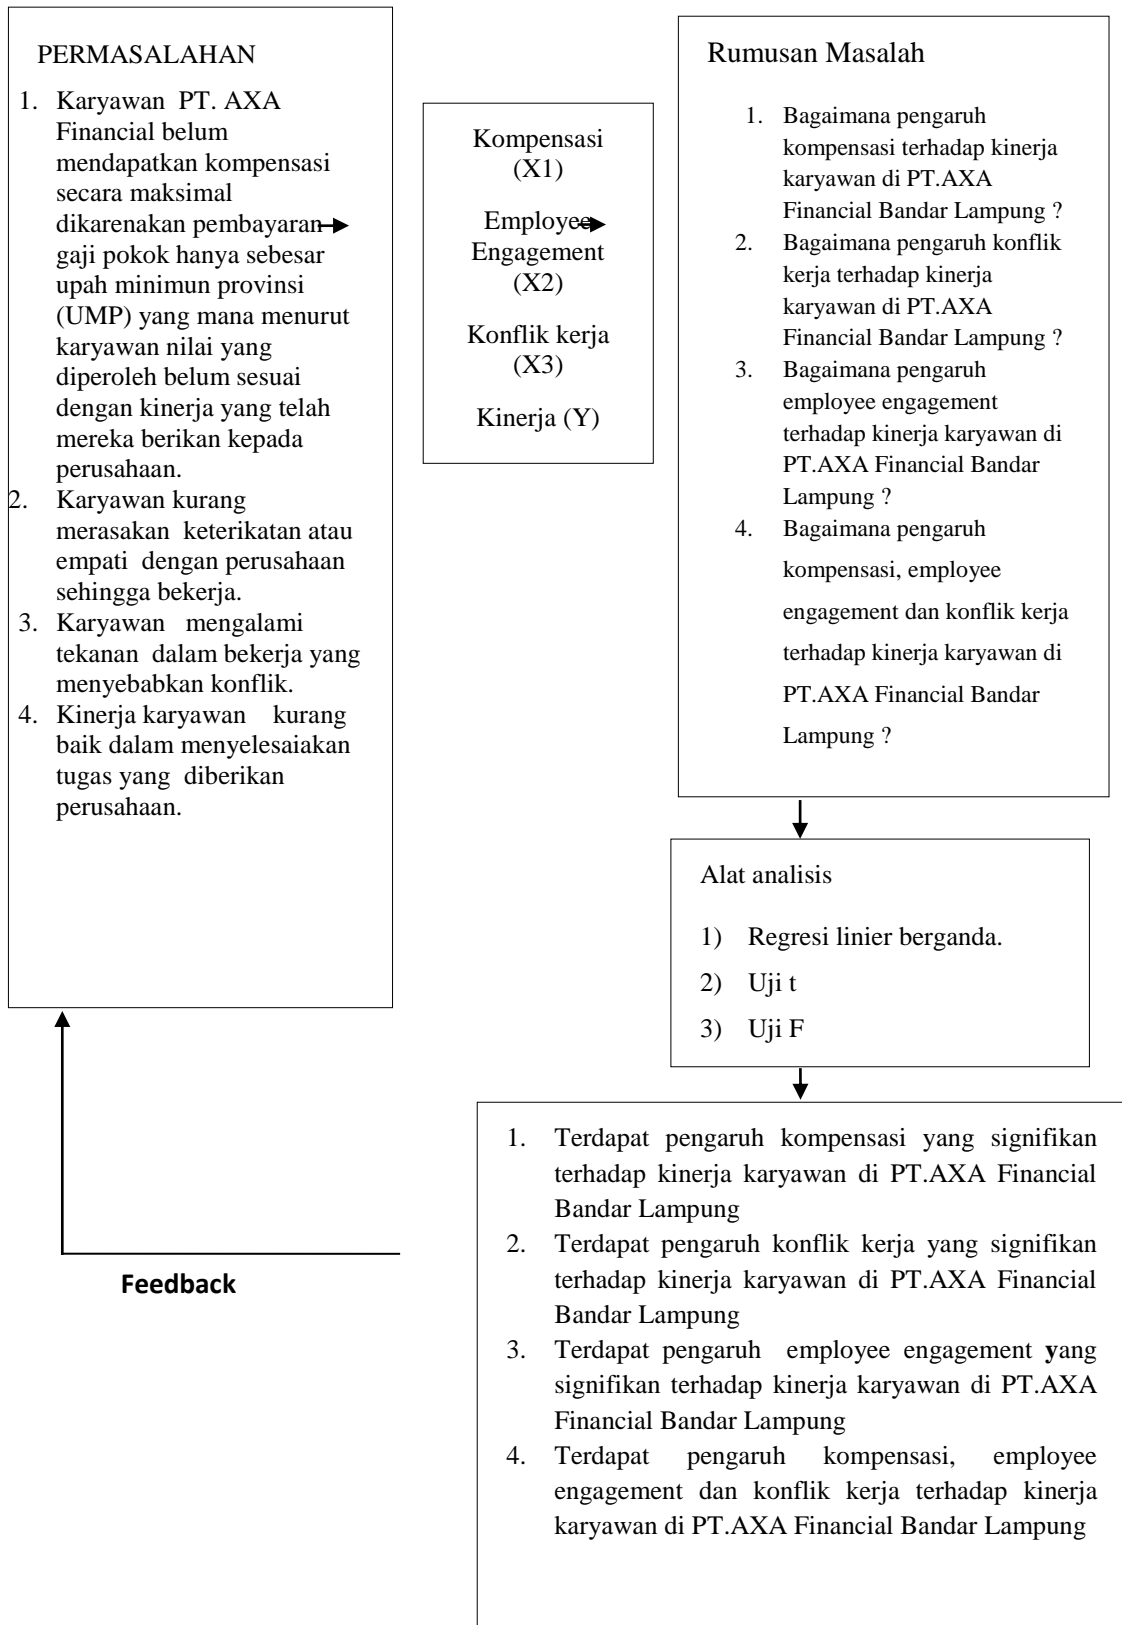 PERMASALAHAN
1. Karyawan PT. AXA
Financial belum
mendapatkan kompensasi
secara maksimal
dikarenakan pembayaran
gaji pokok hanya sebesar
upah minimun provinsi
(UMP) yang mana menurut
karyawan nilai yang
diperoleh belum sesuai
dengan kinerja yang telah
mereka berikan kepada
perusahaan.
2. Karyawan kurang
merasakan keterikatan atau
empati dengan perusahaan
sehingga bekerja.
3. Karyawan mengalami
tekanan dalam bekerja yang
menyebabkan konflik.
4. Kinerja karyawan kurang
baik dalam menyelesaiakan
tugas yang diberikan
perusahaan.
Kompensasi
(X1)
Employee
Engagement
(X2)
Konflik kerja
(X3)
Kinerja (Y)
Rumusan Masalah
1. Bagaimana pengaruh
kompensasi terhadap kinerja
karyawan di PT.AXA
Financial Bandar Lampung ?
2. Bagaimana pengaruh konflik
kerja terhadap kinerja
karyawan di PT.AXA
Financial Bandar Lampung ?
3. Bagaimana pengaruh
employee engagement
terhadap kinerja karyawan di
PT.AXA Financial Bandar
Lampung ?
4. Bagaimana pengaruh
kompensasi, employee
engagement dan konflik kerja
terhadap kinerja karyawan di
PT.AXA Financial Bandar
Lampung ?
Alat analisis
1) Regresi linier berganda.
2) Uji t
3) Uji F
1. Terdapat pengaruh kompensasi yang signifikan
terhadap kinerja karyawan di PT.AXA Financial
Bandar Lampung
2. Terdapat pengaruh konflik kerja yang signifikan
terhadap kinerja karyawan di PT.AXA Financial
Bandar Lampung
3. Terdapat pengaruh employee engagement yang
signifikan terhadap kinerja karyawan di PT.AXA
Financial Bandar Lampung
4. Terdapat pengaruh kompensasi, employee
engagement dan konflik kerja terhadap kinerja
karyawan di PT.AXA Financial Bandar Lampung
Feedback